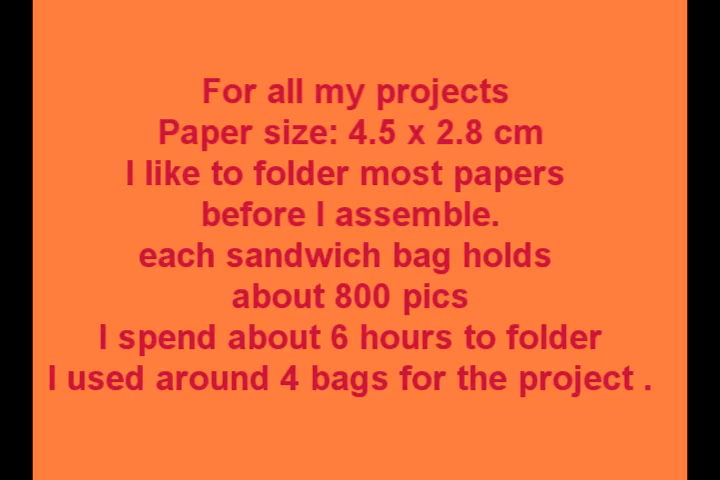 For all my projects
Paper size: 4.5 x 2.8 cm
I like to folder most papers
before I assemble.
each sandwich bag holds
about 800 pics
I spend about 6 hours to folder
I used around 4 bags for the project .